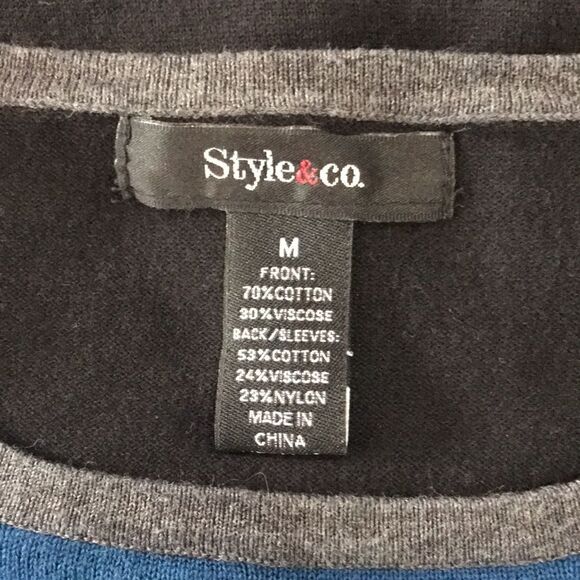 Style&co.
M
FRONT:
70%COTTON
30%VISCOSE
BACK/SLEEVES:
53%COTTON
24%VISCOSE
23%NYLON
MADE IN
CHINA